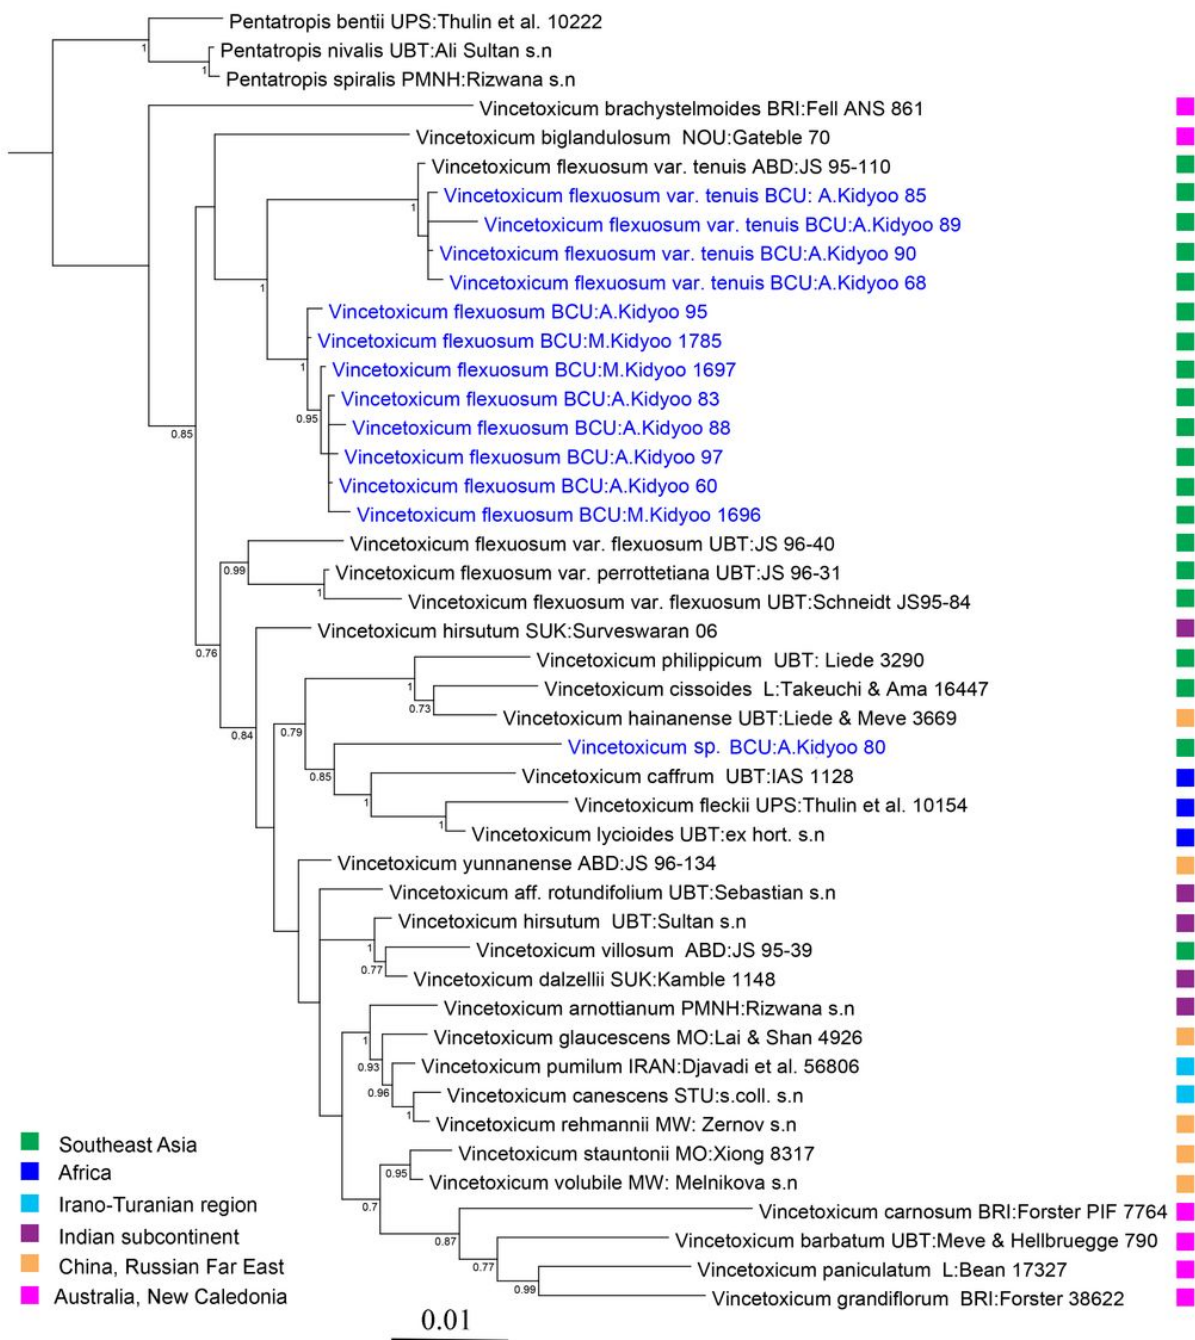 Pentatropis bentii UPS:Thulin et al. 10222
1
Pentatropis nivalis UBT:Ali Sultan s.n
1
Pentatropis spiralis PMNH:Rizwana s.n
Vincetoxicum brachystelmoides BRI:Fell ANS 861
Vincetoxicum biglandulosum NOU:Gateble 70
Vincetoxicum flexuosum var. tenuis ABD:JS 95-110
Vincetoxicum flexuosum var. tenuis BCU: A.Kidyoo 85
1
Vincetoxicum flexuosum var. tenuis BCU:A.Kidyoo 89
Vincetoxicum flexuosum var. tenuis BCU:A.Kidyoo 90
Vincetoxicum flexuosum var. tenuis BCU:A.Kidyoo 68
1
Vincetoxicum flexuosum BCU:A.Kidyoo 95
Vincetoxicum flexuosum BCU:M.Kidyoo 1785
1
Vincetoxicum flexuosum BCU:M.Kidyoo 1697
Vincetoxicum flexuosum BCU:A.Kidyoo 83
0.95
Vincetoxicum flexuosum BCU:A.Kidyoo 88
0.85
Vincetoxicum flexuosum BCU:A.Kidyoo 97
Vincetoxicum flexuosum BCU:A.Kidyoo 60
Vincetoxicum flexuosum BCU:M.Kidyoo 1696
Vincetoxicum flexuosum var. flexuosum UBT:JS 96-40
0.99
Vincetoxicum flexuosum var. perrottetiana UBT:JS 96-31
1
Vincetoxicum flexuosum var. flexuosum UBT:Schneidt JS95-84
Vincetoxicum hirsutum SUK:Surveswaran 06
0.76
Vincetoxicum philippicum UBT: Liede 3290
1
Vincetoxicum cissoides L:Takeuchi & Ama 16447
0.73
Vincetoxicum hainanense UBT:Liede & Meve 3669
0.79
0.84
Vincetoxicum sp. BCU:A.Kidyoo 80
0.85
Vincetoxicum caffrum UBT:IAS 1128
1
Vincetoxicum fleckii UPS:Thulin et al. 10154
1
Vincetoxicum lycioides UBT:ex hort. s.n
Vincetoxicum yunnanense ABD:JS 96-134
Vincetoxicum aff. rotundifolium UBT:Sebastian s.n
Vincetoxicum hirsutum UBT:Sultan s.n
1
Vincetoxicum villosum ABD:JS 95-39
0.77
Vincetoxicum dalzellii SUK:Kamble 1148
Vincetoxicum arnottianum PMNH:Rizwana s.n
1
Vincetoxicum glaucescens MO:Lai & Shan 4926
0.93
Vincetoxicum pumilum IRAN:Djavadi et al. 56806
0.96
Vincetoxicum canescens STU:s.coll. s.n
1
Vincetoxicum rehmannii MW: Zernov s.n
Vincetoxicum stauntonii MO:Xiong 8317
0.95
Vincetoxicum volubile MW: Melnikova s.n
0.7
Vincetoxicum carnosum BRI:Forster PIF 7764
0.87
Vincetoxicum barbatum UBT:Meve & Hellbruegge 790
0.77
Vincetoxicum paniculatum L:Bean 17327
0.99
Vincetoxicum grandiflorum BRI:Forster 38622
Southeast Asia
Africa
Irano-Turanian region
Indian subcontinent
China, Russian Far East
Australia, New Caledonia
0.01